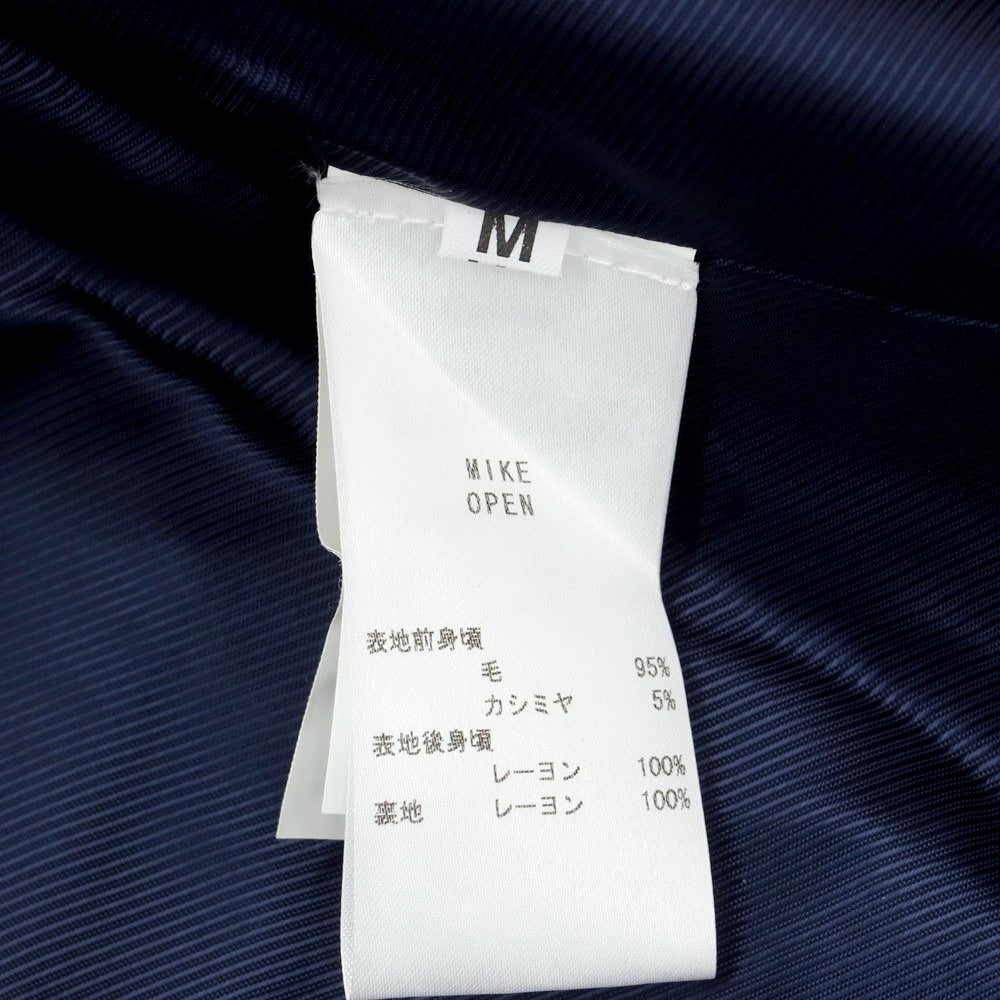 M
MIKE
OPEN
表地前身頃
毛 95%
カシミヤ 5%
表地後身頃
レーヨン 100%
裏地 レーヨン 100%